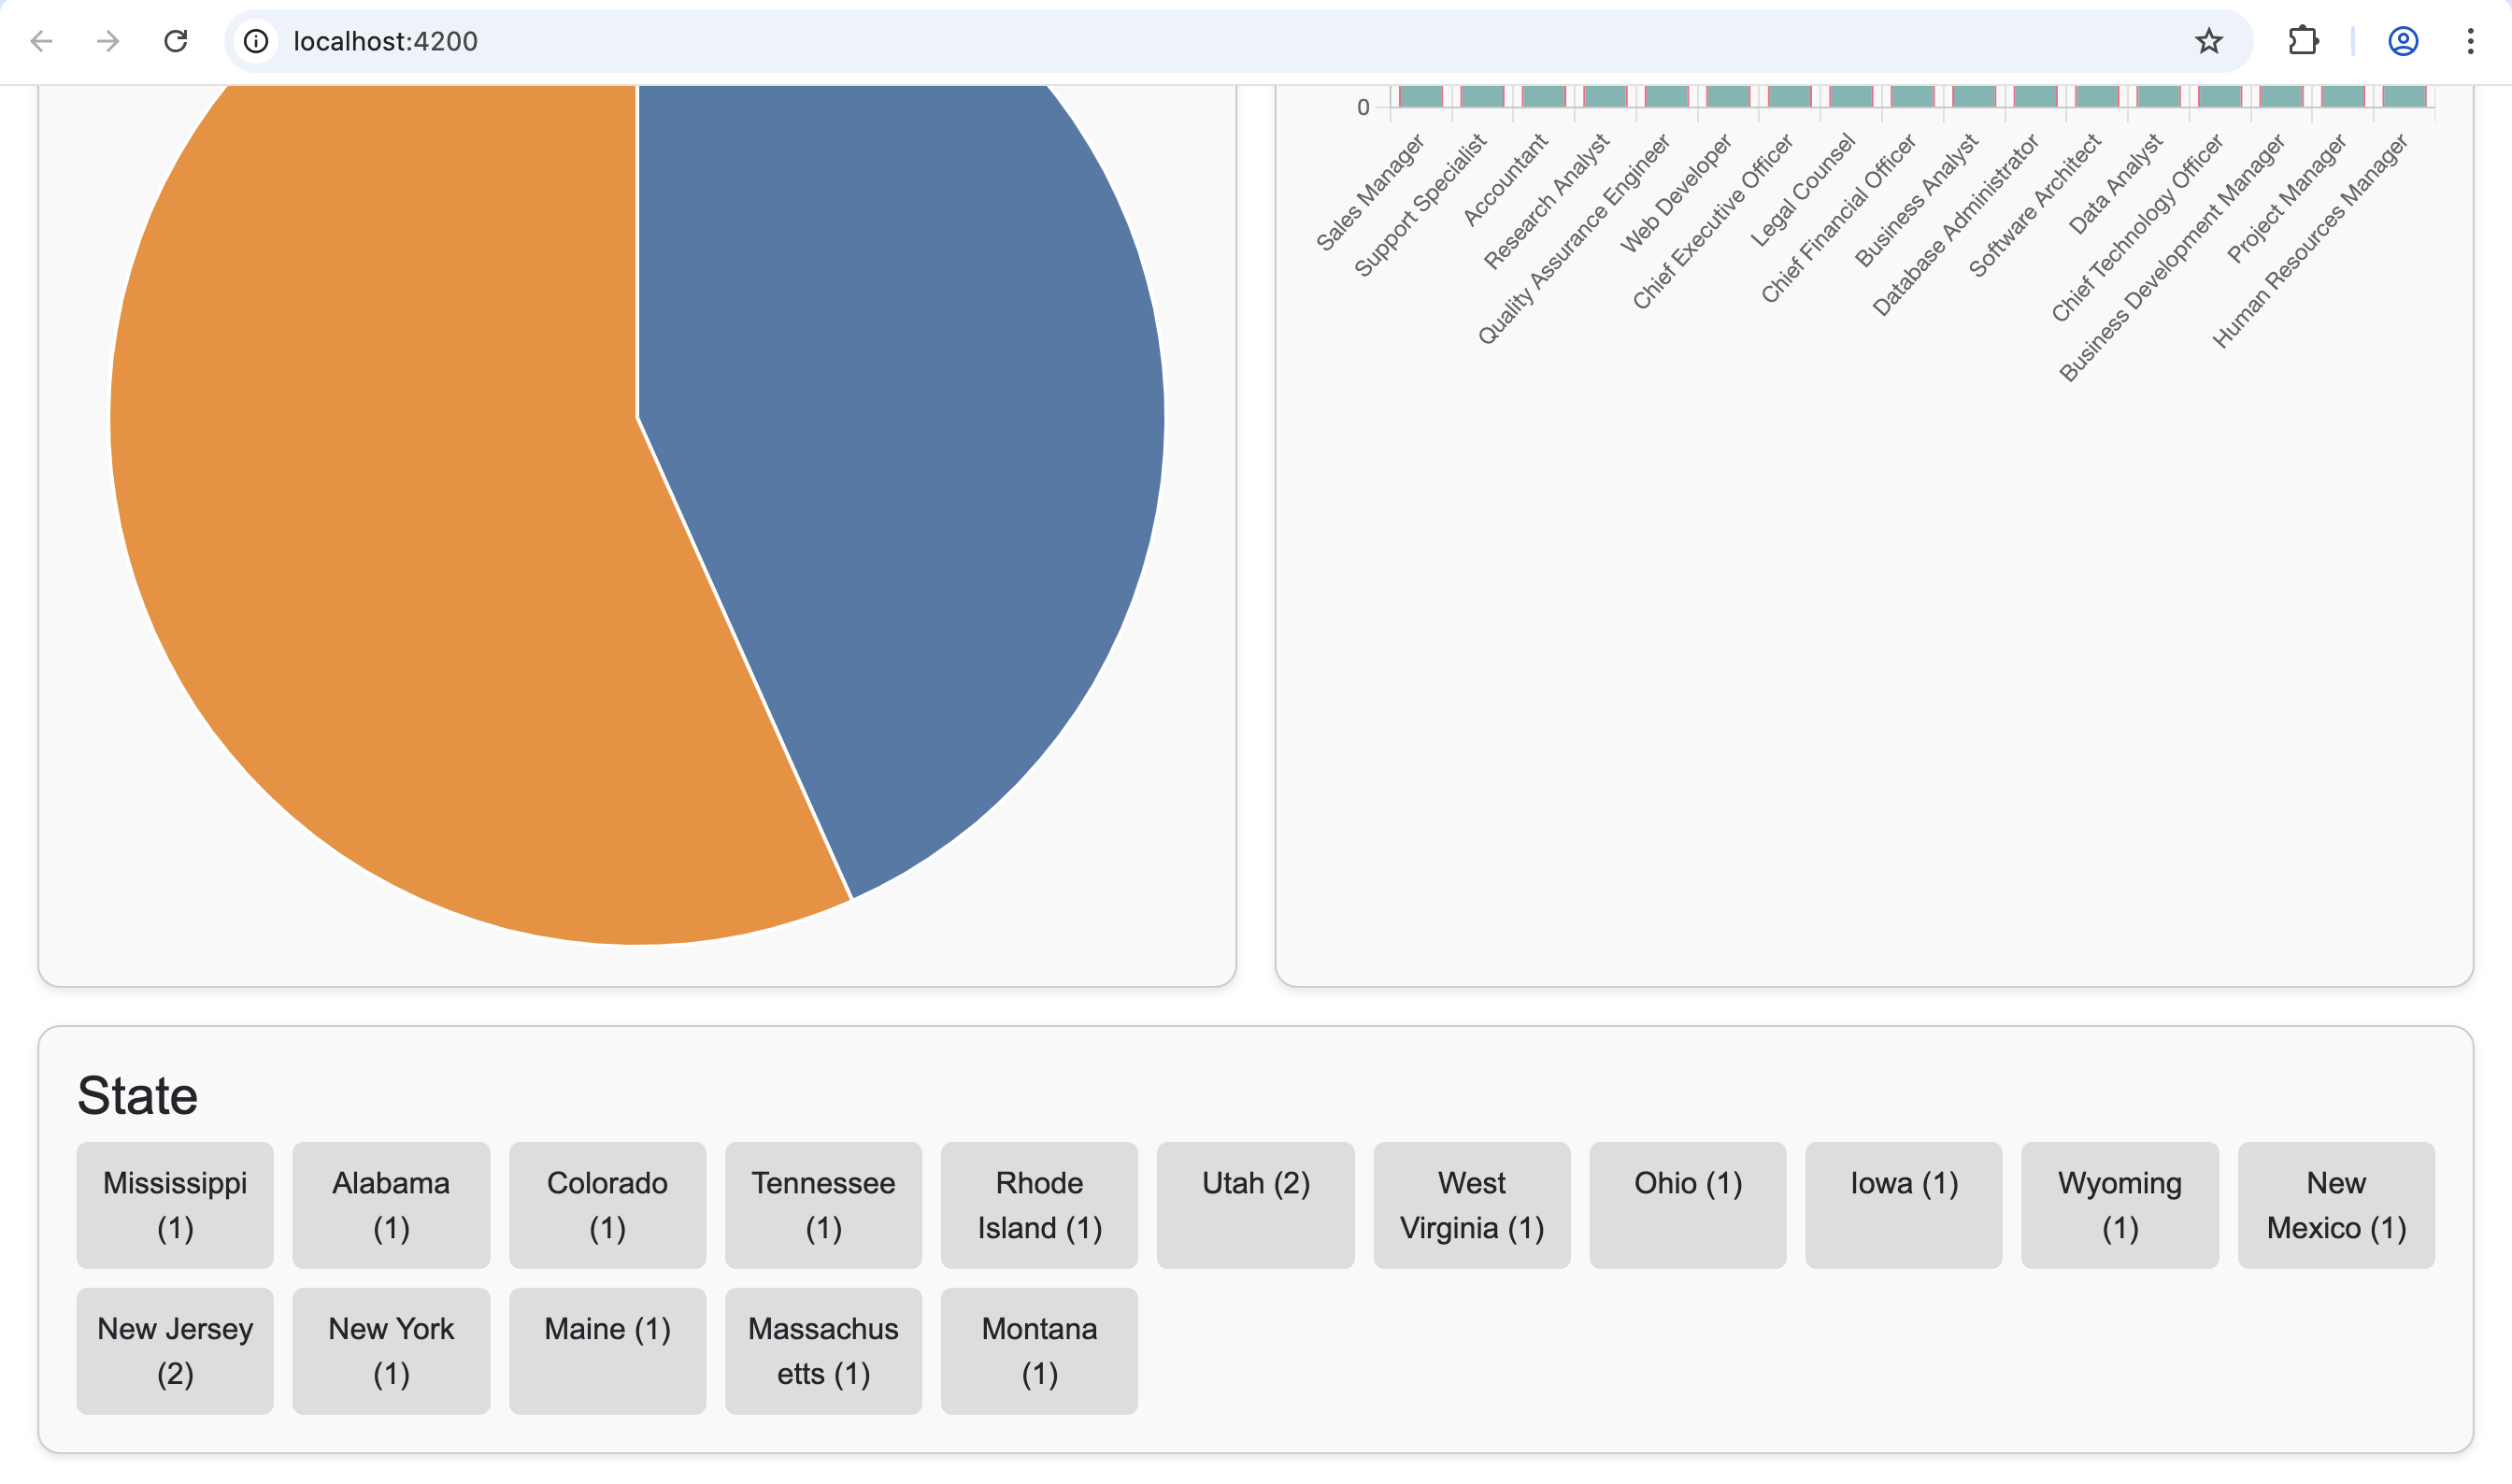 localhost:4200
0
Sales Manager
Support Specialist
Accountant
Research Analyst
Quality Assurance Engineer
Web Developer
Chief Executive Officer
Legal Counsel
Chief Financial Officer
Business Analyst
Database Administrator
Software Architect
Data Analyst
Chief Technology Officer
Business Development Manager
Project Manager
Human Resources Manager
State
Mississippi
(1)
Alabama
(1)
Colorado
(1)
Tennessee
(1)
Rhode
Island (1)
Utah (2)
West
Virginia (1)
Ohio (1)
Iowa (1)
Wyoming
(1)
New
Mexico (1)
New Jersey
(2)
New York
(1)
Maine (1)
Massachus
etts (1)
Montana
(1)